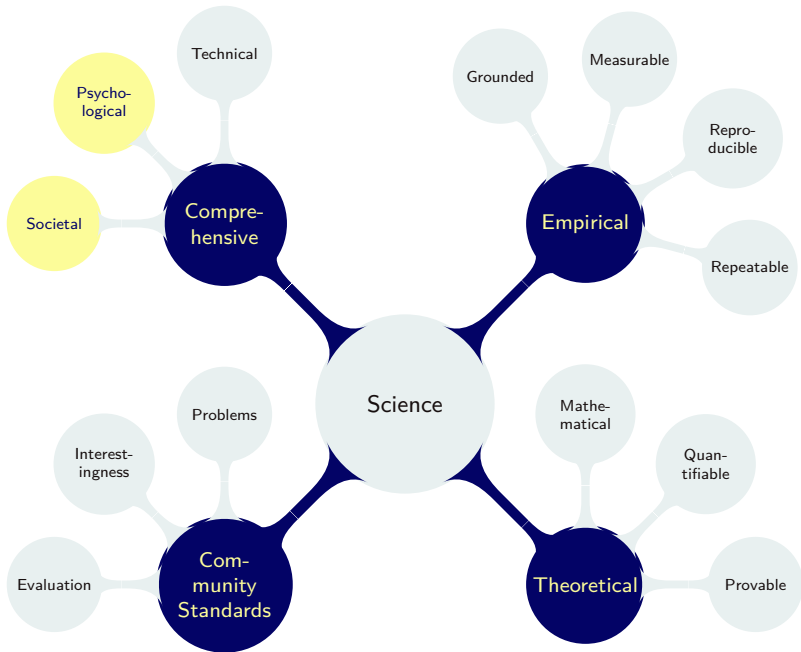 Technical
Psycho-
logical
Societal
Compre-
hensive
Grounded
Measurable
Repro-
ducible
Repeatable
Empirical
Science
Problems
Interest-
ingness
Evaluation
Com-
munity
Standards
Mathe-
matical
Quan-
tifiable
Provable
Theoretical